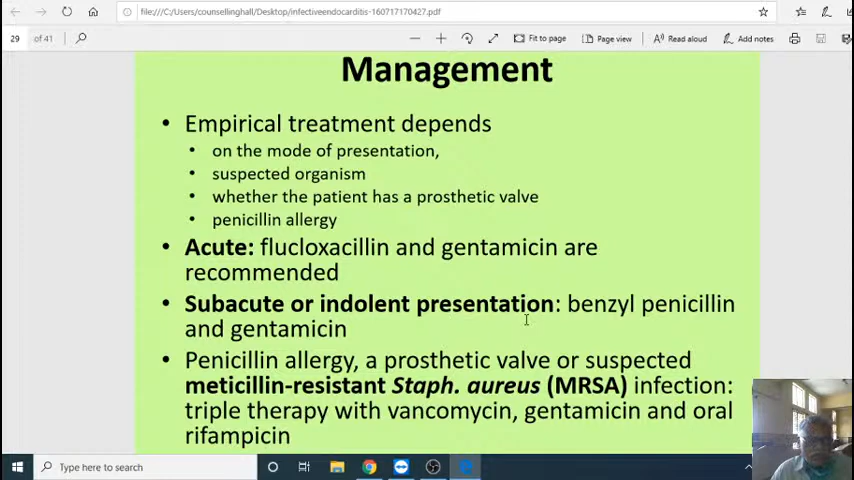 file:///C:/Users/counsellinghall/Desktop/infectiveendocarditis-160717170427.pdf
29 of 41
Fit to page
Page view
Read aloud
Add notes
Management
• Empirical treatment depends
• on the mode of presentation,
• suspected organism
• whether the patient has a prosthetic valve
• penicillin allergy
• Acute: flucloxacillin and gentamicin are
recommended
• Subacute or indolent presentation: benzyl penicillin
and gentamicin
• Penicillin allergy, a prosthetic valve or suspected
meticillin-resistant Staph. aureus (MRSA) infection:
triple therapy with vancomycin, gentamicin and oral
rifampicin
Type here to search